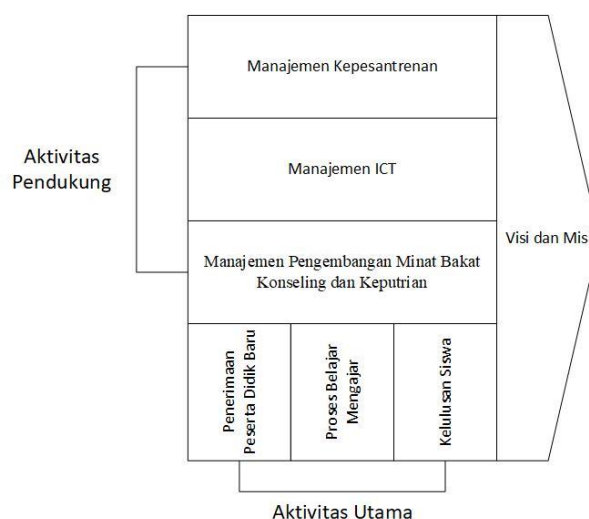 Manajemen Kepesantrenan
Aktivitas
Pendukung
Manajemen ICT
Manajemen Pengembangan Minat Bakat
Konseling dan Keputrian
Visi dan Mis
Penerimaan
Peserta Didik Baru
Proses Belajar
Mengajar
Kelulusan Siswa
Aktivitas Utama